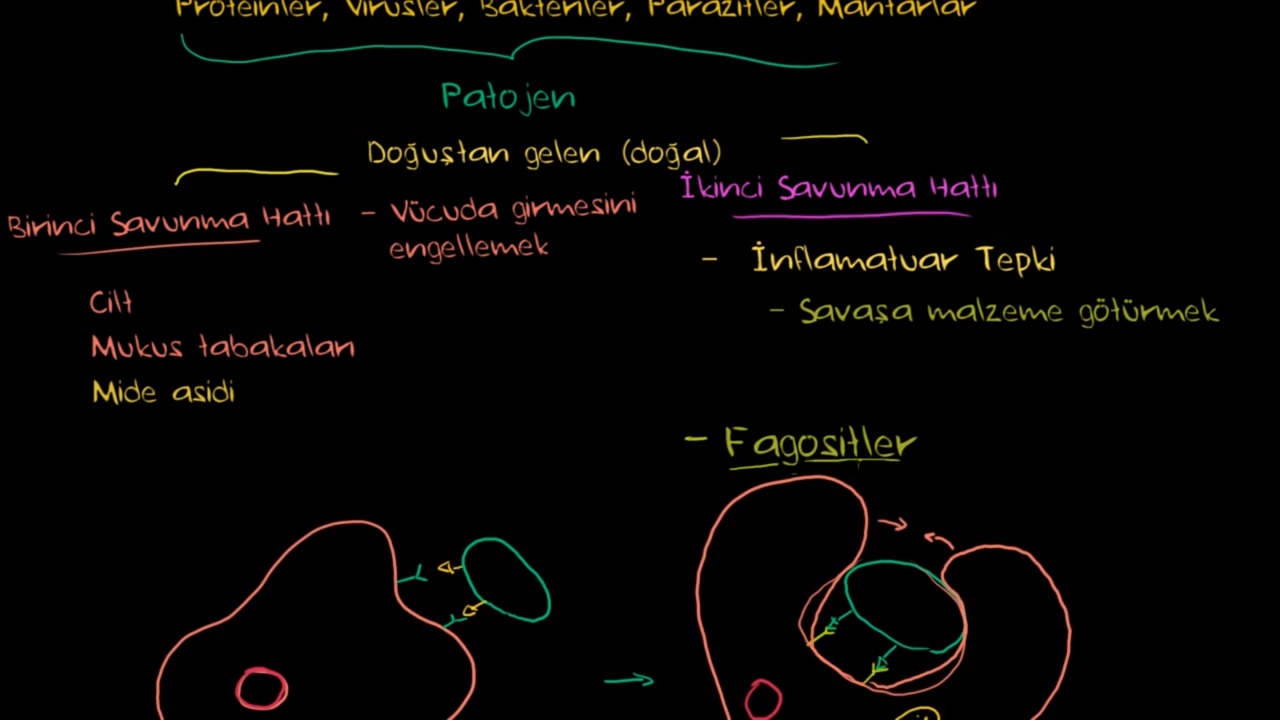 Proteinler, Virüsler, Bakteriler, Parazitler, Mantarlar
Patojen
Doğuştan gelen (doğal)
Birinci Savunma Hattı
- Vücuda girmesini
engellemek
Cilt
Mukus tabakaları
Mide asidi
İkinci Savunma Hattı
- İnflamatuar Tepki
- Savaşa malzeme götürmek
- Fagositler